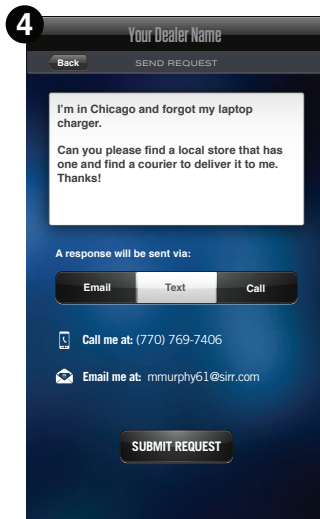 4
Your Dealer Name
Back
SEND REQUEST
I'm in Chicago and forgot my laptop
charger.
Can you please find a local store that has
one and find a courier to deliver it to me.
Thanks!
A response will be sent via:
Email
Text
Call
Call me at: (770) 769-7406
Email me at: mmurphy61@sirr.com
SUBMIT REQUEST